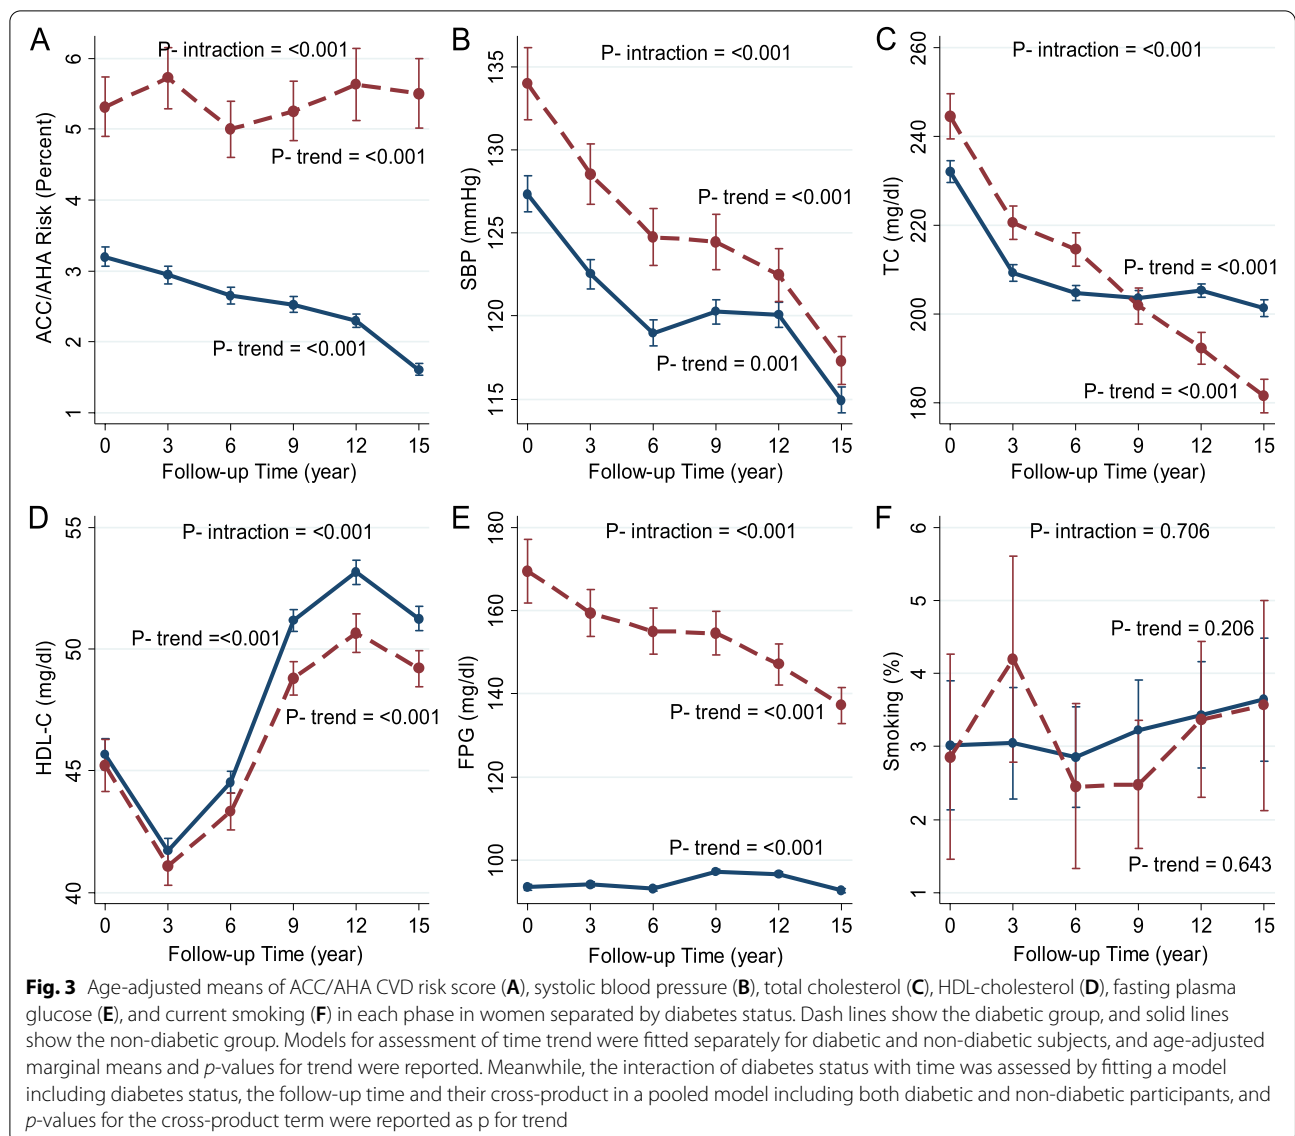 A
P- intraction = <0.001
6
5
4
3
2
1
ACC/AHA Risk (Percent)
P- trend = <0.001
P- trend = <0.001
0 3 6 9 12 15
Follow-up Time (year)
B
P- intraction = <0.001
135
130
125
120
115
SBP (mmHg)
P- trend = <0.001
P- trend = 0.001
0 3 6 9 12 15
Follow-up Time (year)
C
P- intraction = <0.001
260
240
220
200
180
TC (mg/dl)
P- trend = <0.001
P- trend = <0.001
0 3 6 9 12 15
Follow-up Time (year)
D
P- intraction = <0.001
55
50
45
40
HDL-C (mg/dl)
P- trend =<0.001
P- trend = <0.001
0 3 6 9 12 15
Follow-up Time (year)
E
P- intraction = <0.001
180
160
140
120
100
FPG (mg/dl)
P- trend = <0.001
P- trend = <0.001
0 3 6 9 12 15
Follow-up Time (year)
F
P- intraction = 0.706
6
5
4
3
2
1
Smoking (%)
P- trend = 0.206
P- trend = 0.643
0 3 6 9 12 15
Follow-up Time (year)
Fig. 3 Age-adjusted means of ACC/AHA CVD risk score (A), systolic blood pressure (B), total cholesterol (C), HDL-cholesterol (D), fasting plasma
glucose (E), and current smoking (F) in each phase in women separated by diabetes status. Dash lines show the diabetic group, and solid lines
show the non-diabetic group. Models for assessment of time trend were fitted separately for diabetic and non-diabetic subjects, and age-adjusted
marginal means and p-values for trend were reported. Meanwhile, the interaction of diabetes status with time was assessed by fitting a model
including diabetes status, the follow-up time and their cross-product in a pooled model including both diabetic and non-diabetic participants, and
p-values for the cross-product term were reported as p for trend